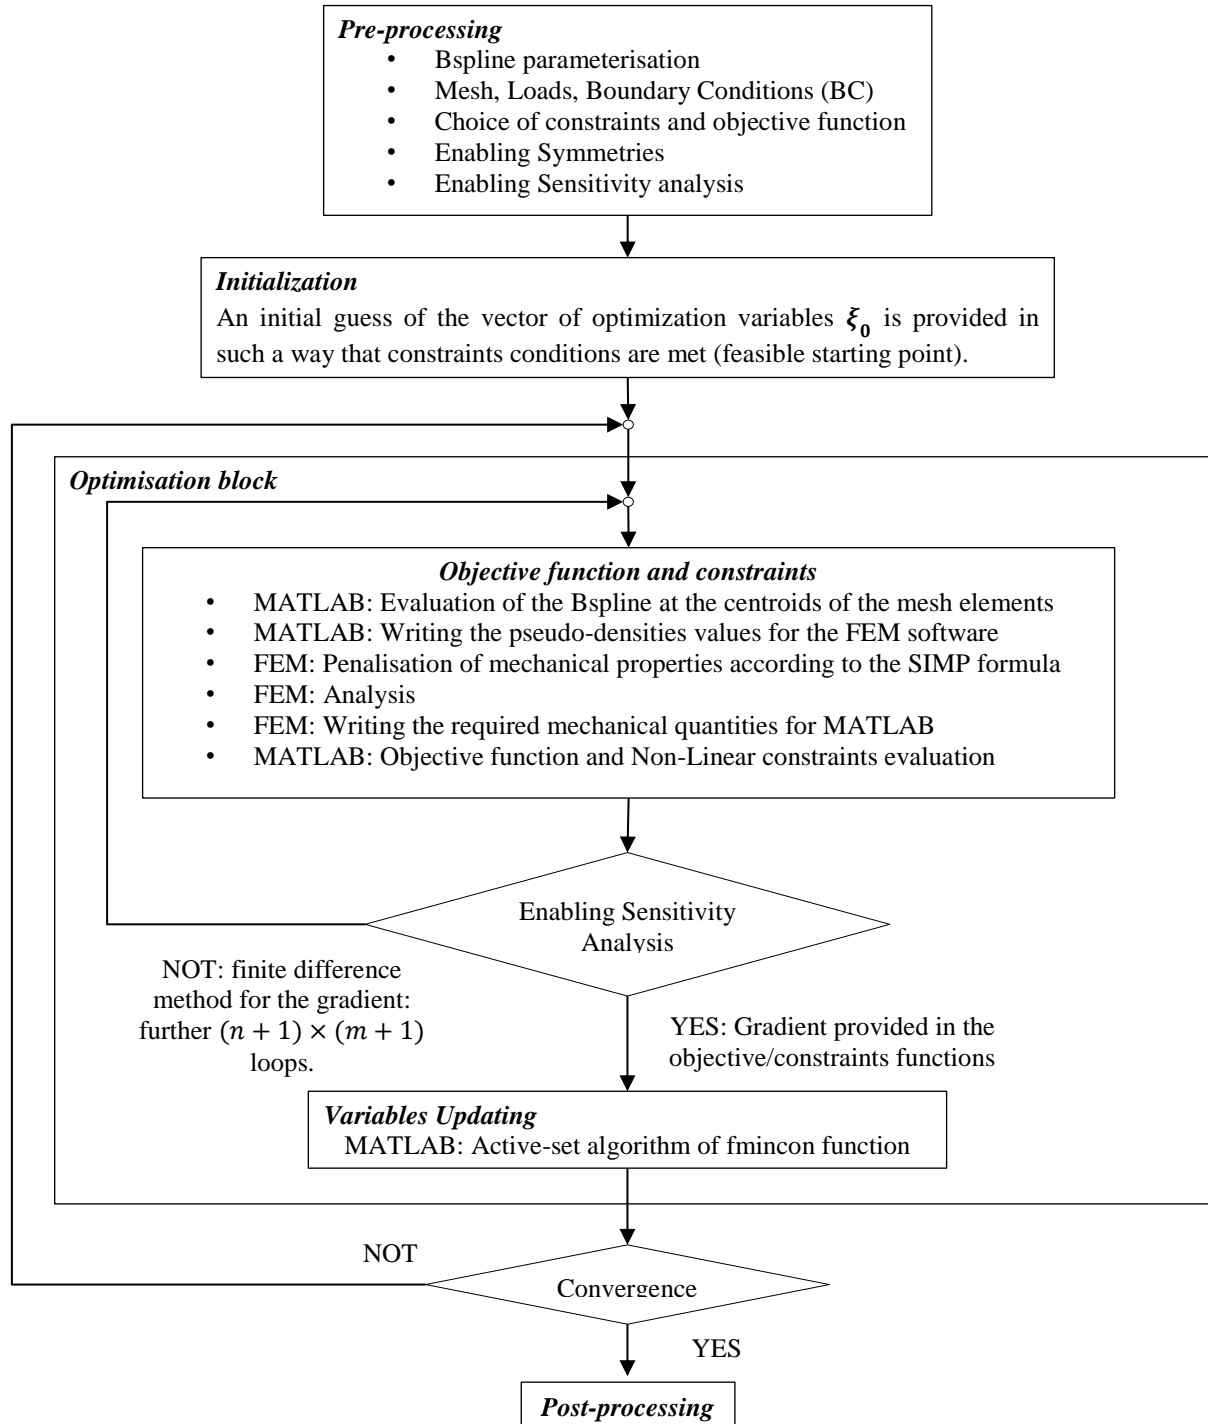 Pre-processing
• Bspline parameterisation
• Mesh, Loads, Boundary Conditions (BC)
• Choice of constraints and objective function
• Enabling Symmetries
• Enabling Sensitivity analysis
Initialization
An initial guess of the vector of optimization variables ξ₀ is provided in
such a way that constraints conditions are met (feasible starting point).
Optimisation block
Objective function and constraints
• MATLAB: Evaluation of the Bspline at the centroids of the mesh elements
• MATLAB: Writing the pseudo-densities values for the FEM software
• FEM: Penalisation of mechanical properties according to the SIMP formula
• FEM: Analysis
• FEM: Writing the required mechanical quantities for MATLAB
• MATLAB: Objective function and Non-Linear constraints evaluation
Enabling Sensitivity
Analysis
NOT: finite difference
method for the gradient:
further (n + 1) × (m + 1)
loops.
YES: Gradient provided in the
objective/constraints functions
Variables Updating
MATLAB: Active-set algorithm of fmincon function
NOT
Convergence
YES
Post-processing